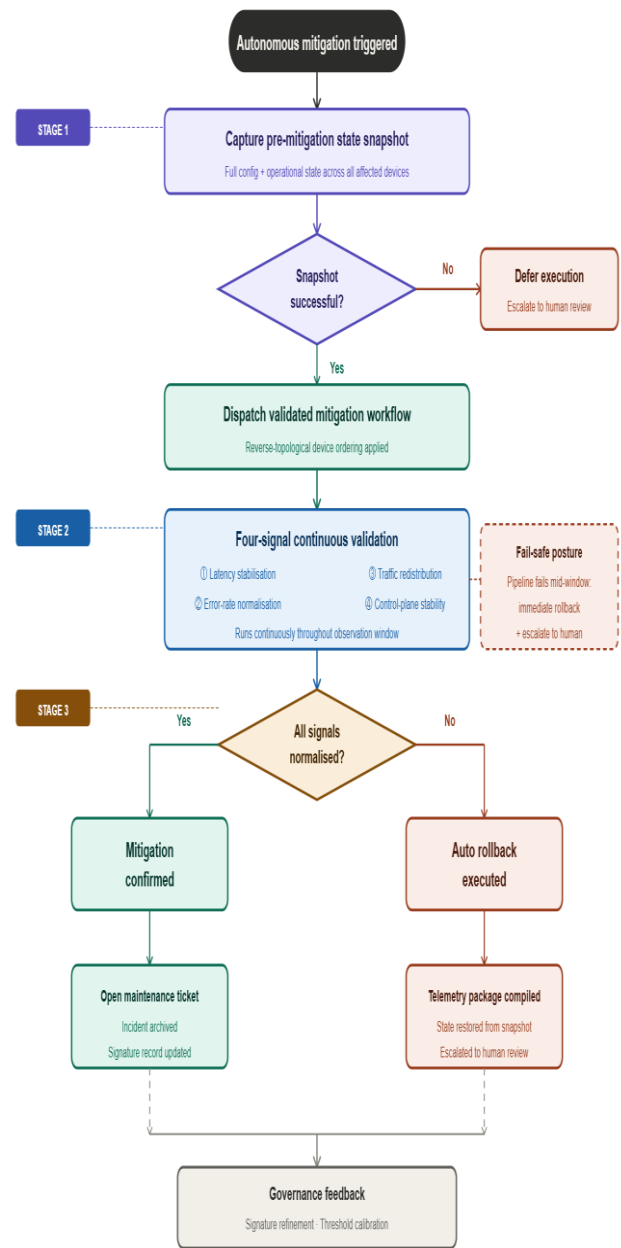 Autonomous mitigation triggered
STAGE 1
Capture pre-mitigation state snapshot
Full config + operational state across all affected devices
Snapshot
successful?
No
Defer execution
Escalate to human review
Yes
Dispatch validated mitigation workflow
Reverse-topological device ordering applied
STAGE 2
Four-signal continuous validation
① Latency stabilisation
③ Traffic redistribution
② Error-rate normalisation
④ Control-plane stability
Runs continuously throughout observation window
Fail-safe posture
Pipeline fails mid-window:
immediate rollback
+ escalate to human
STAGE 3
Yes
All signals
normalised?
No
Mitigation
confirmed
Auto rollback
executed
Open maintenance ticket
Incident archived
Signature record updated
Telemetry package compiled
State restored from snapshot
Escalated to human review
Governance feedback
Signature refinement · Threshold calibration